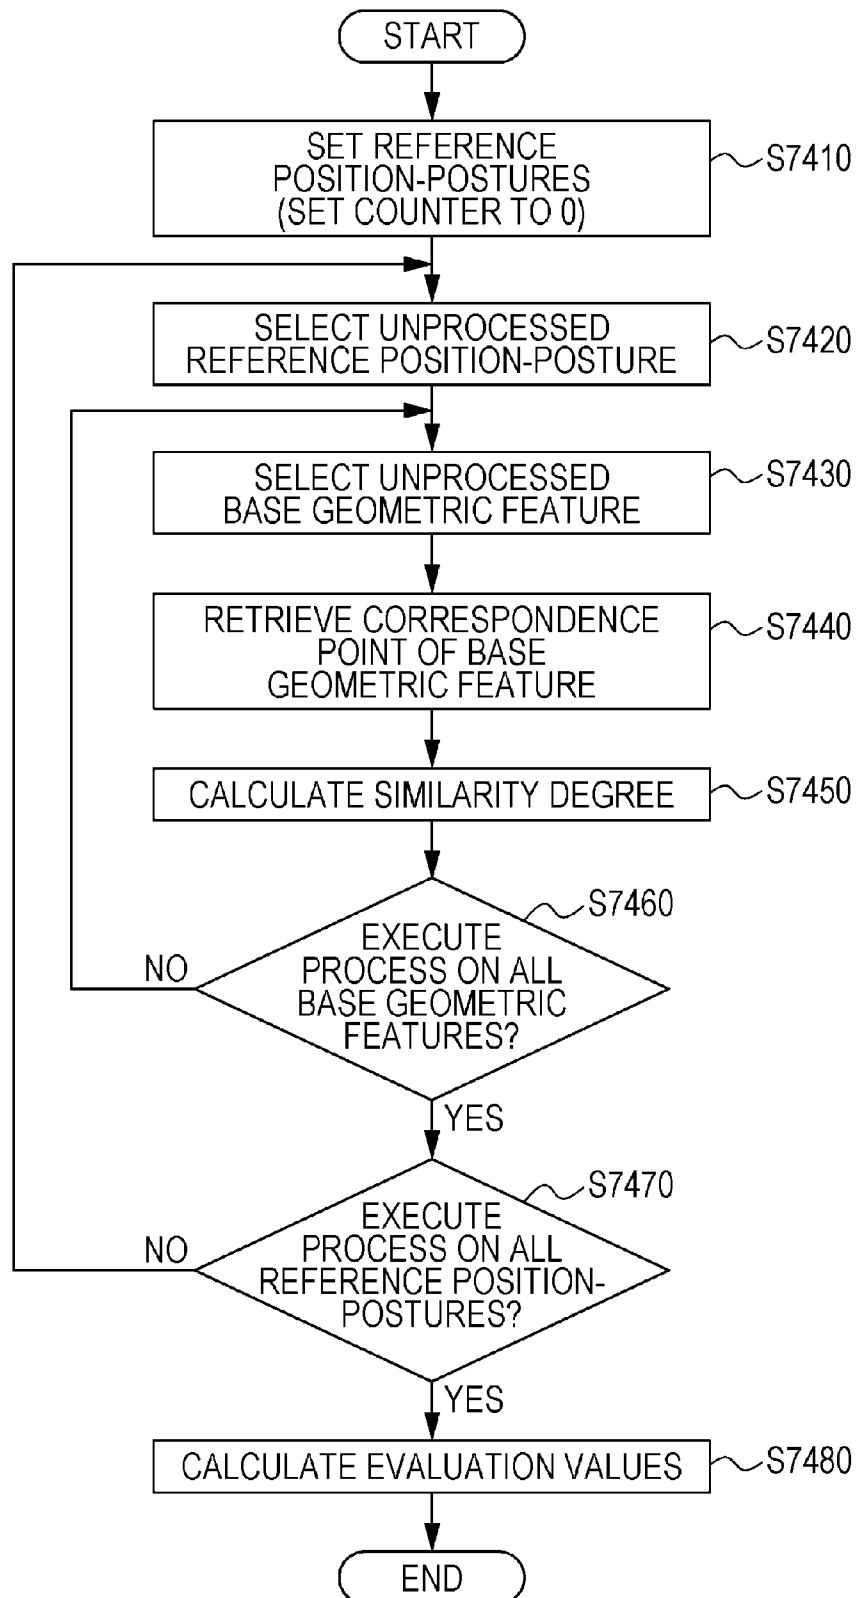 START
SET REFERENCE
POSITION-POSTURES
(SET COUNTER TO 0)
S7410
SELECT UNPROCESSED
REFERENCE POSITION-POSTURE
S7420
SELECT UNPROCESSED
BASE GEOMETRIC FEATURE
S7430
RETRIEVE CORRESPONDENCE
POINT OF BASE
GEOMETRIC FEATURE
S7440
CALCULATE SIMILARITY DEGREE
S7450
S7460
EXECUTE
PROCESS ON ALL
BASE GEOMETRIC
FEATURES?
NO
YES
S7470
EXECUTE
PROCESS ON ALL
REFERENCE POSITION-
POSTURES?
NO
YES
CALCULATE EVALUATION VALUES
S7480
END